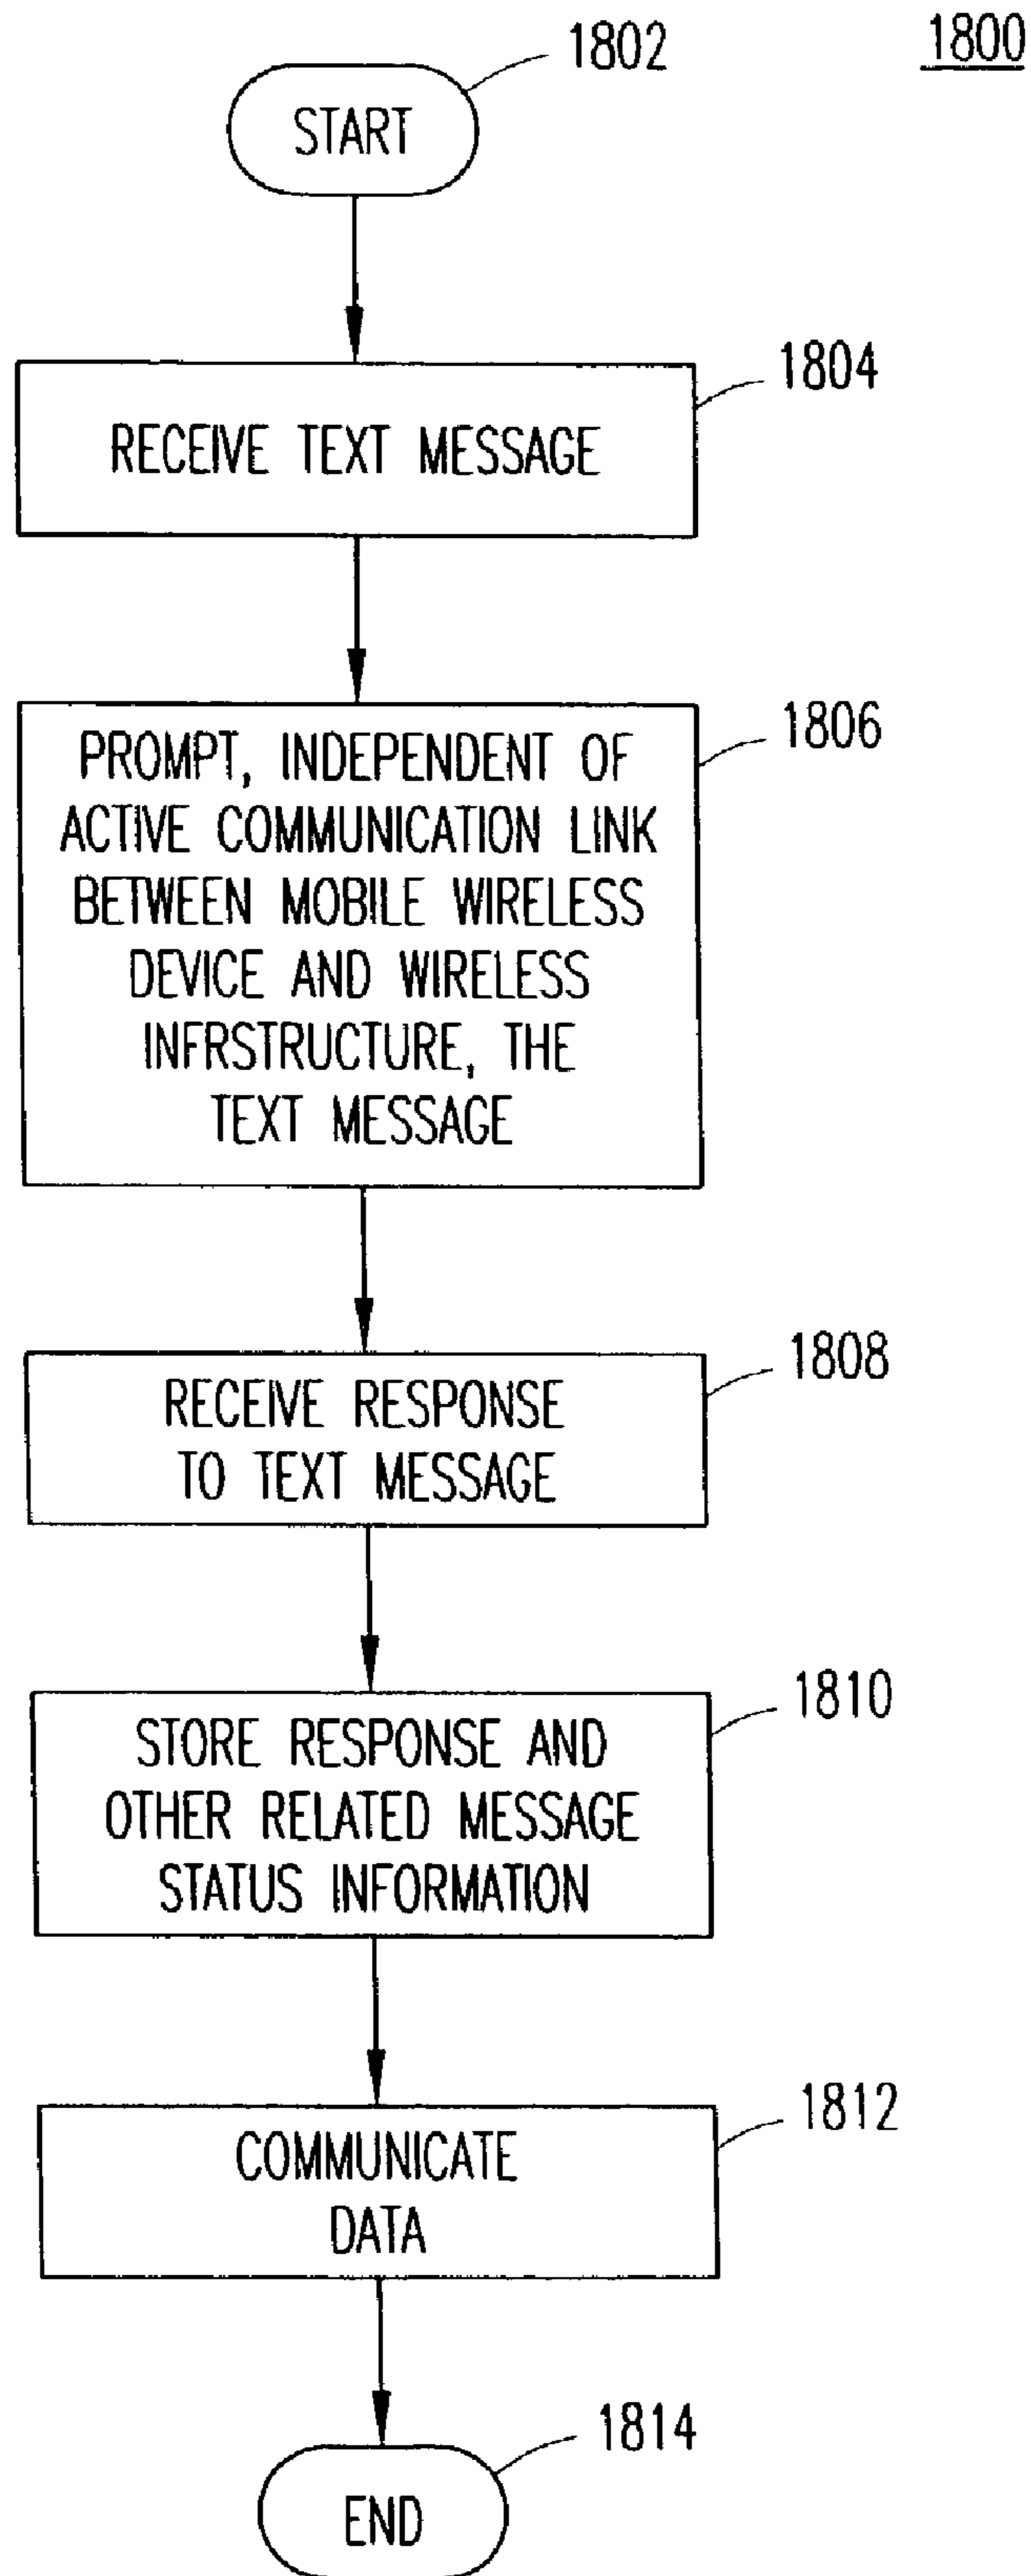 1800
1802
START
1804
RECEIVE TEXT MESSAGE
1806
PROMPT, INDEPENDENT OF
ACTIVE COMMUNICATION LINK
BETWEEN MOBILE WIRELESS
DEVICE AND WIRELESS
INFRSTRUCTURE, THE
TEXT MESSAGE
1808
RECEIVE RESPONSE
TO TEXT MESSAGE
1810
STORE RESPONSE AND
OTHER RELATED MESSAGE
STATUS INFORMATION
1812
COMMUNICATE
DATA
1814
END